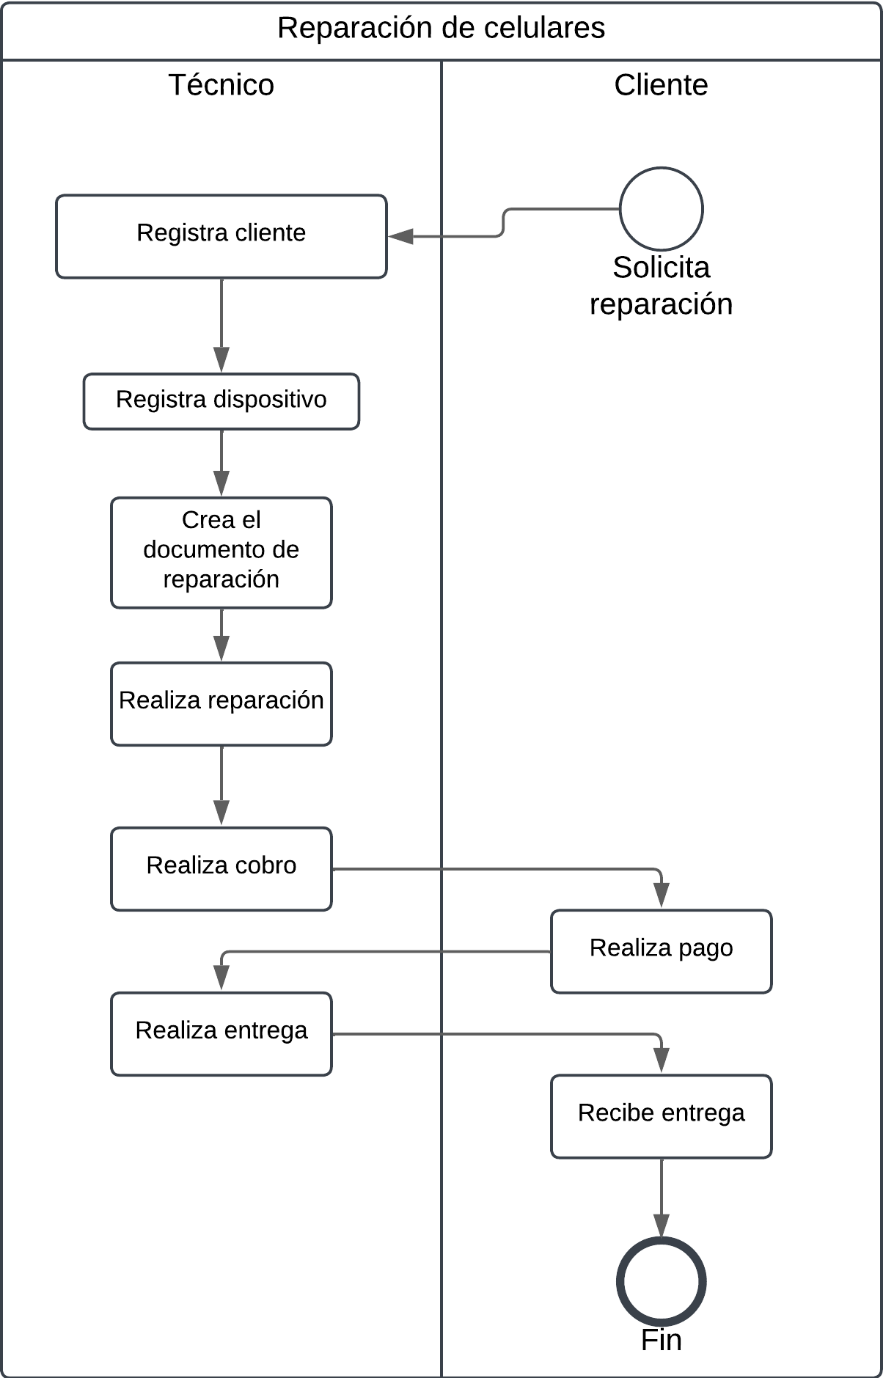 Reparación de celulares
Técnico
Cliente
Registra cliente
Solicita
reparación
Registra dispositivo
Crea el
documento de
reparación
Realiza reparación
Realiza cobro
Realiza pago
Realiza entrega
Recibe entrega
Fin